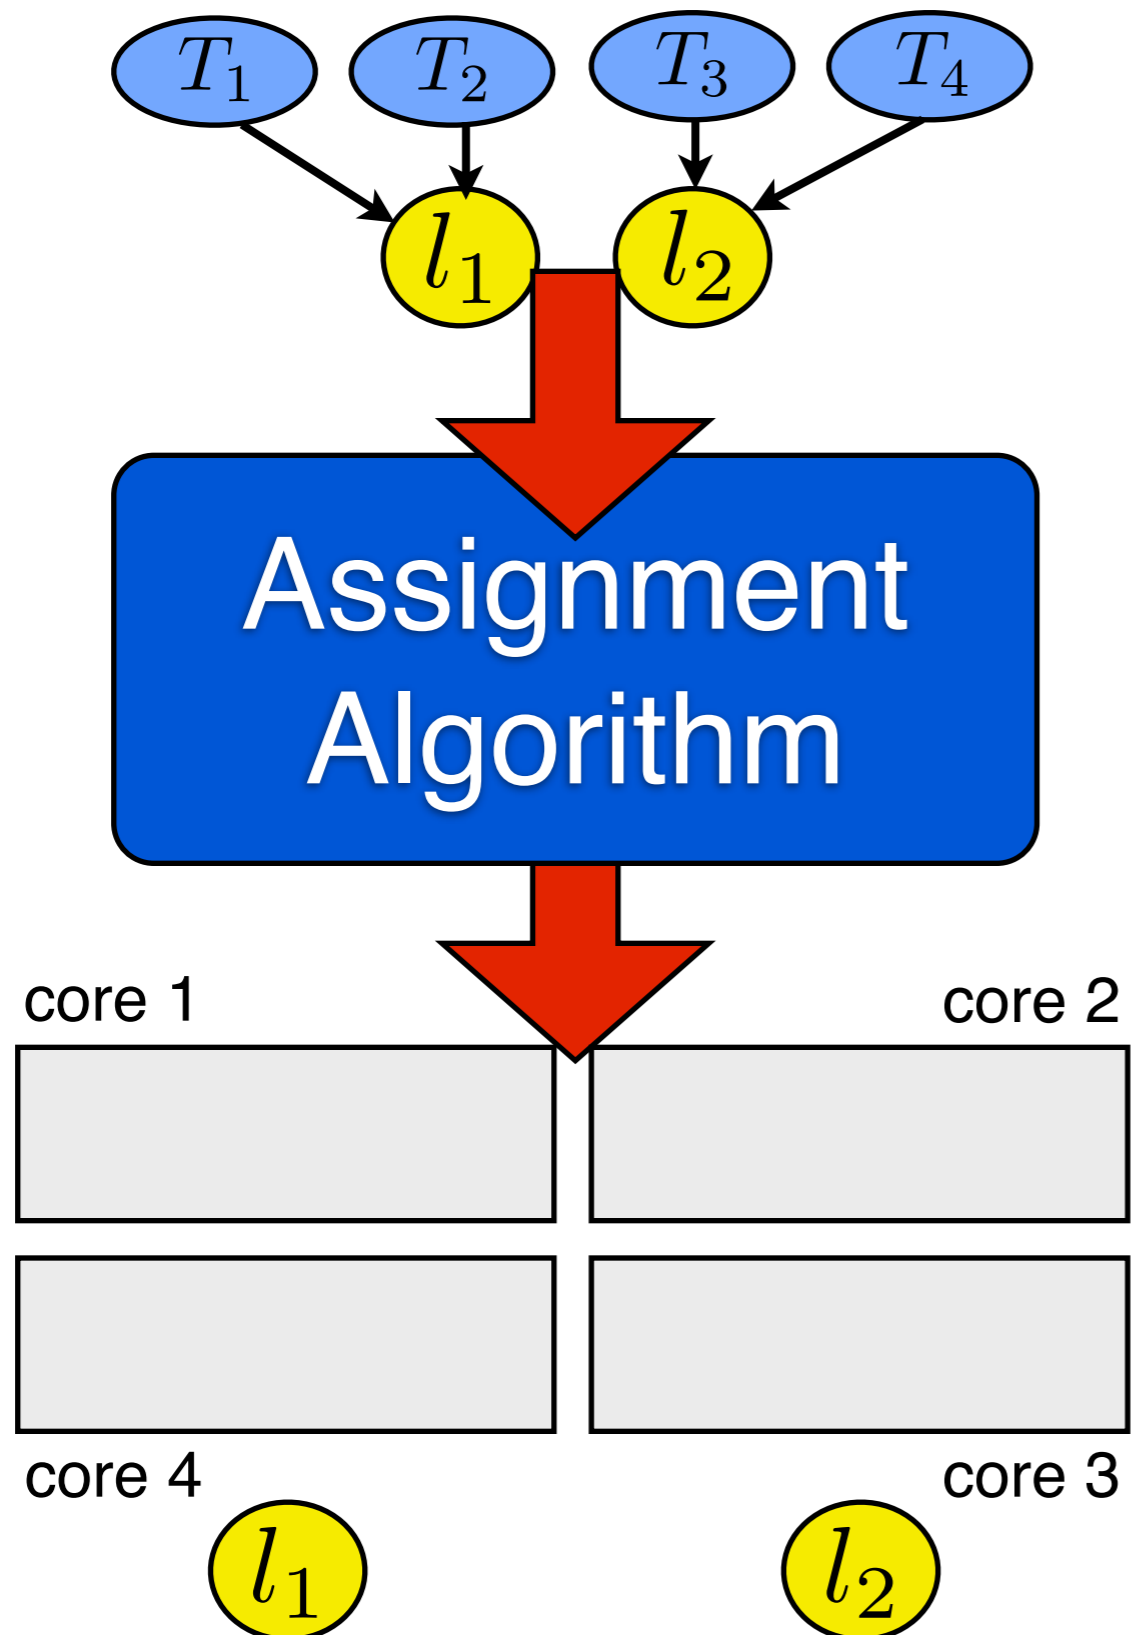 T₁ T₂ T₃ T₄
l₁ l₂
Assignment
Algorithm
core 1 core 2
core 4 core 3
l₁ l₂